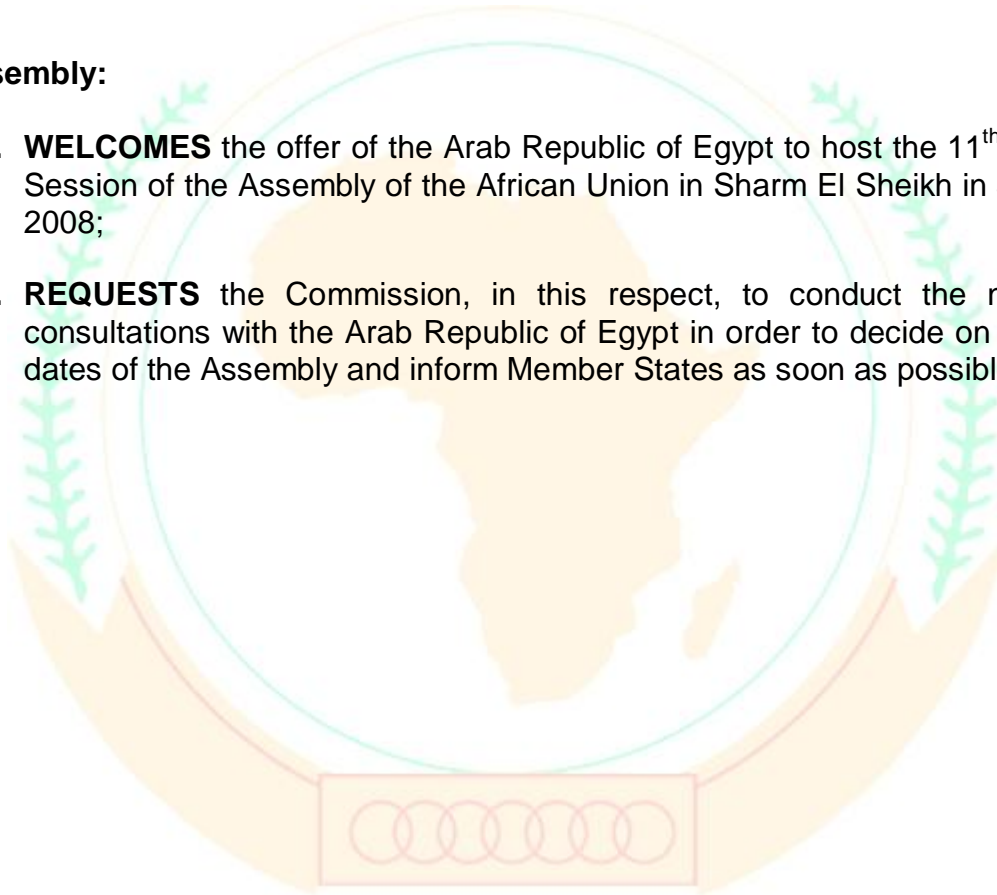 sembly:
WELCOMES the offer of the Arab Republic of Egypt to host the 11th
Session of the Assembly of the African Union in Sharm El Sheikh in
2008;
REQUESTS the Commission, in this respect, to conduct the
consultations with the Arab Republic of Egypt in order to decide on
dates of the Assembly and inform Member States as soon as possibl